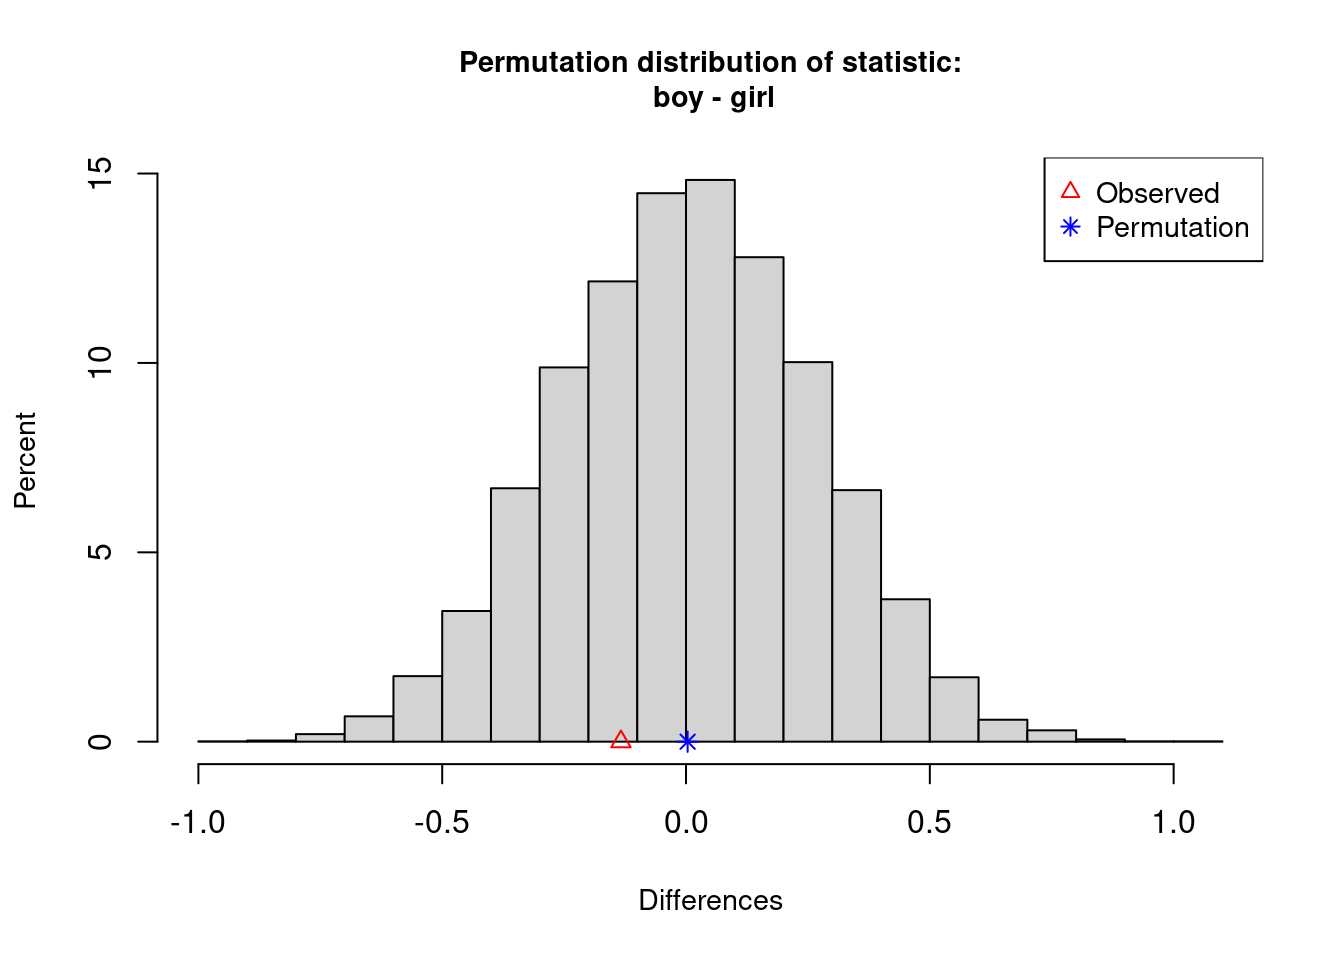 Permutation distribution of statistic:
boy - girl
Observed
Permutation
15
10
5
0
Percent
-1.0 -0.5 0.0 0.5 1.0
Differences